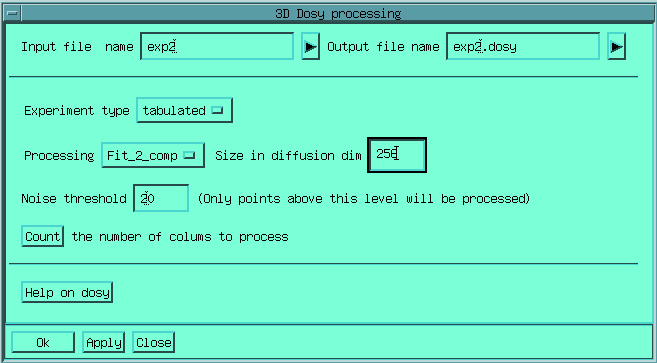 3D Dosy processing
Input file name exp2 Output file name exp2.dosy
Experiment type tabulated
Processing Fit_2_comp Size in diffusion dim 256
Noise threshold 20 (Only points above this level will be processed)
Count the number of colums to process
Help on dosy
Ok Apply Close